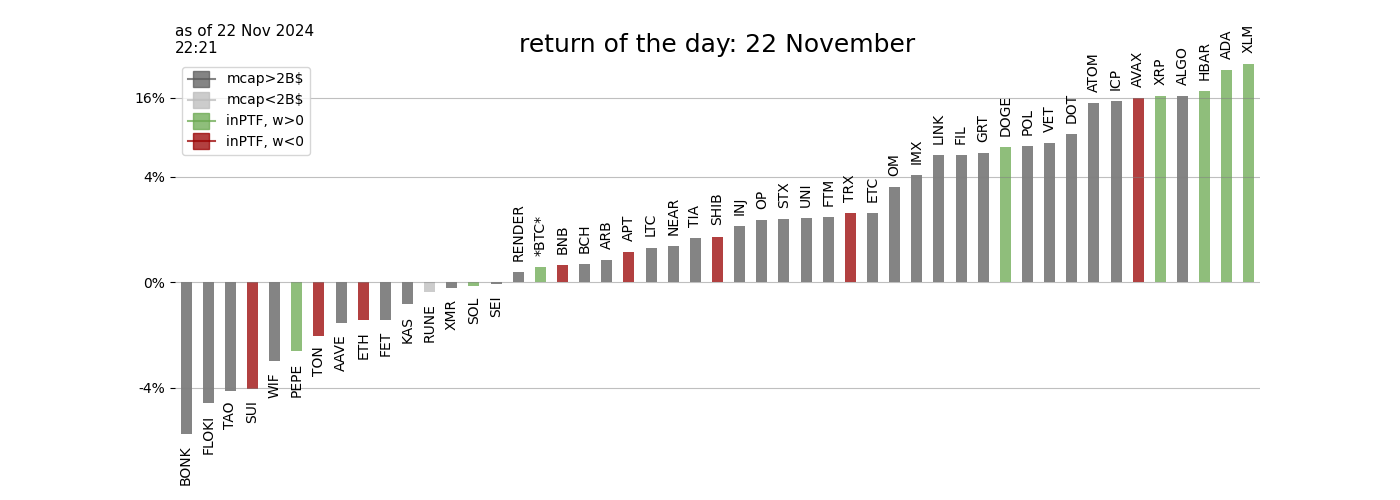 as of 22 Nov 2024
22:21
return of the day: 22 November
mcap>2B$
mcap<2B$
inPTF, w>0
inPTF, w<0
16%
4%
0%
-4%
BONK
FLOKI
TAO
SUI
WIF
PEPE
TON
AAVE
ETH
FET
KAS
RUNE
XMR
SOL
SEI
RENDER
*BTC*
BNB
BCH
ARB
APT
LTC
NEAR
TIA
SHIB
INJ
OP
STX
UNI
FTM
TRX
ETC
OM
IMX
LINK
FIL
GRT
DOGE
POL
VET
DOT
ATOM
ICP
AVAX
XRP
ALGO
HBAR
ADA
XLM